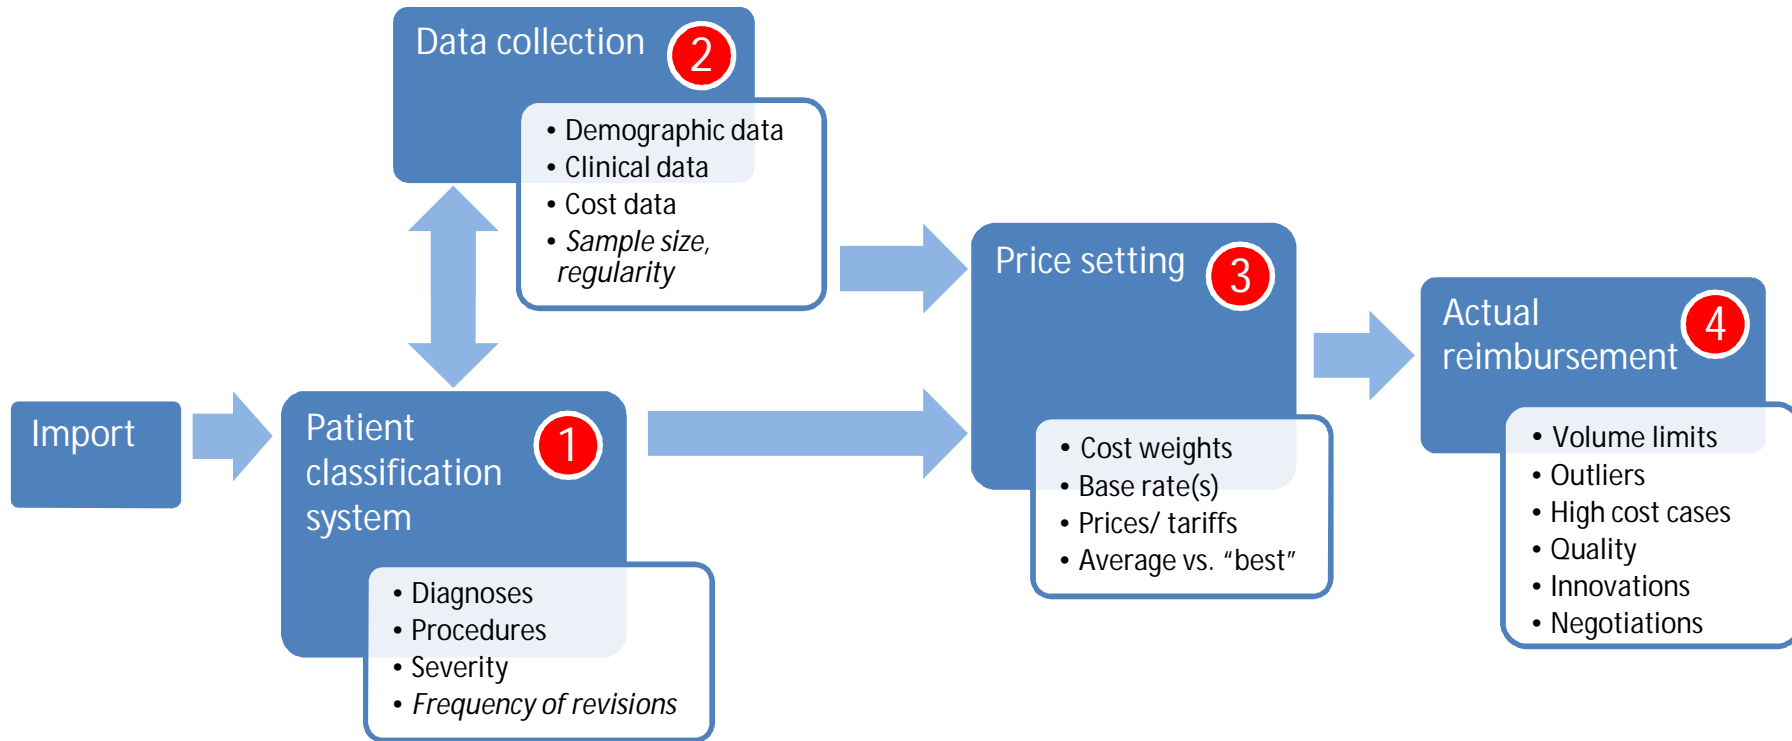 Data collection
2
• Demographic data
• Clinical data
• Cost data
• Sample size,
regularity
Import
Patient
classification
system
1
• Diagnoses
• Procedures
• Severity
• Frequency of revisions
Price setting
3
• Cost weights
• Base rate(s)
• Prices/ tariffs
• Average vs. “best”
Actual
reimbursement
4
• Volume limits
• Outliers
• High cost cases
• Quality
• Innovations
• Negotiations